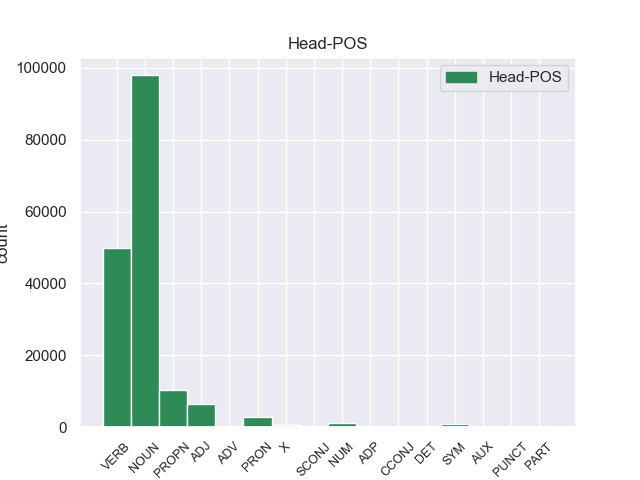 Head-POS
Head-POS
100000
80000
60000
40000
20000
0
count
VERB
NOUN
PROPN
ADJ
ADV
PRON
X
SCONJ
NUM
ADP
CCONJ
DET
SYM
AUX
PUNCT
PART